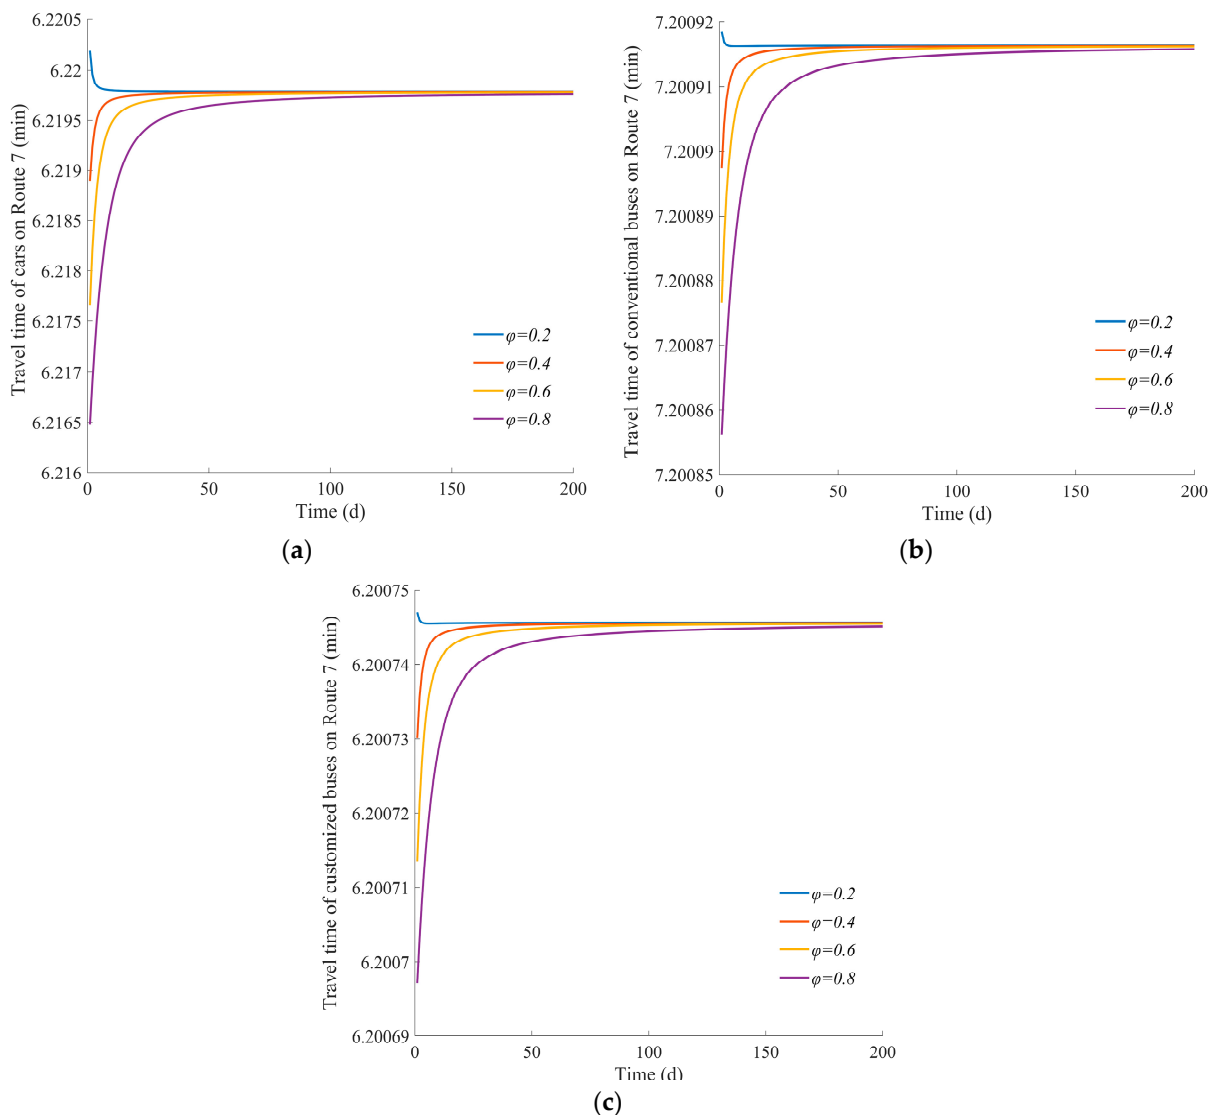 6.2205
6.22
6.2195
6.219
6.2185
6.218
6.2175
6.217
6.2165
6.216
Travel time of cars on Route 7 (min)
φ=0.2
φ=0.4
φ=0.6
φ=0.8
0 50 100 150 200
Time (d)
(a)
7.20092
7.20091
7.2009
7.20089
7.20088
7.20087
7.20086
7.20085
Travel time of conventional buses on Route 7 (min)
φ=0.2
φ=0.4
φ=0.6
φ=0.8
0 50 100 150 200
Time (d)
(b)
6.20075
6.20074
6.20073
6.20072
6.20071
6.2007
6.20069
Travel time of customized buses on Route 7 (min)
φ=0.2
φ=0.4
φ=0.6
φ=0.8
0 50 100 150 200
Time (d)
(c)